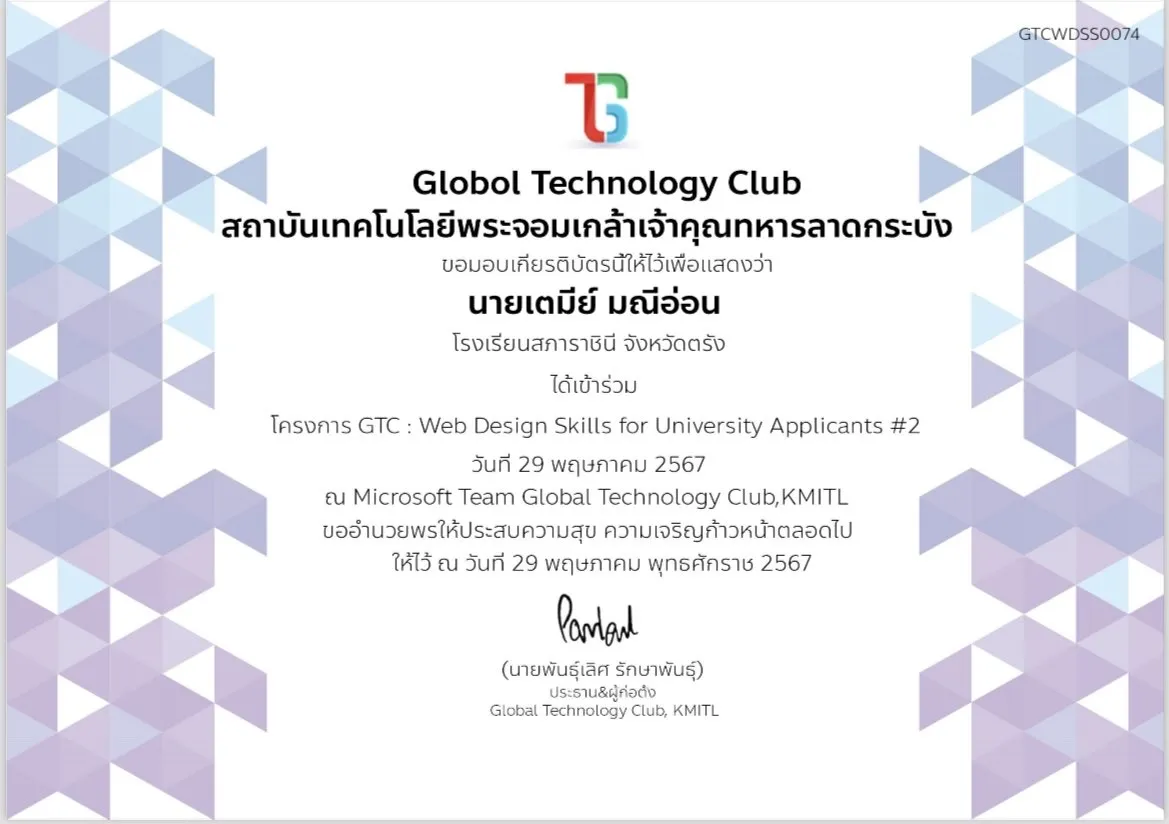 GTCWDSS0074
TG
Globol Technology Club
สถาบันเทคโนโลยีพระจอมเกล้าเจ้าคุณทหารลาดกระบัง
ขอมอบเกียรติบัตรนี้ให้ไว้เพื่อแสดงว่า
นายเตมีย์ มณีอ่อน
โรงเรียนสภาราชินี จังหวัดตรัง
ได้เข้าร่วม
โครงการ GTC : Web Design Skills for University Applicants #2
วันที่ 29 พฤษภาคม 2567
ณ Microsoft Team Global Technology Club,KMITL
ขออำนวยพรให้ประสบความสุข ความเจริญก้าวหน้าตลอดไป
ให้ไว้ ณ วันที่ 29 พฤษภาคม พุทธศักราช 2567
(นายพันธุ์เลิศ รักษาพันธุ์)
ประธาน&ผู้ก่อตั้ง
Global Technology Club, KMITL